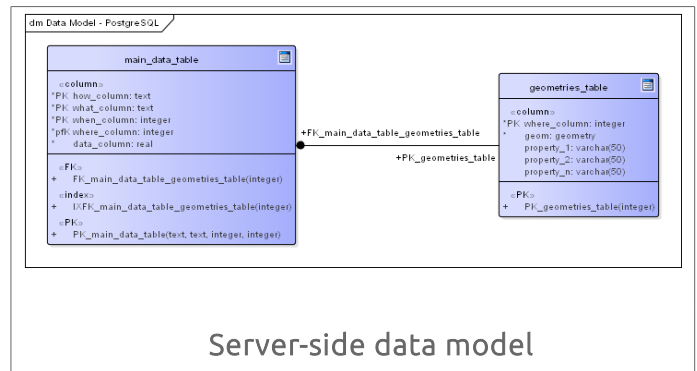 dm Data Model - PostgreSQL
main_data_table
«column»
*PK how_column: text
*PK what_column: text
*PK when_column: integer
*pfK where_column: integer
* data_column: real
«FK»
+ FK_main_data_table_geometries_table(integer)
«index»
+ IXFK_main_data_table_geometries_table(integer)
«PK»
+ PK_main_data_table(text, text, integer, integer)
+FK_main_data_table_geometries_table
+PK_geometries_table
geometries_table
«column»
*PK where_column: integer
* geom: geometry
property_1: varchar(50)
property_2: varchar(50)
property_n: varchar(50)
«PK»
+ PK_geometries_table(integer)
Server-side data model